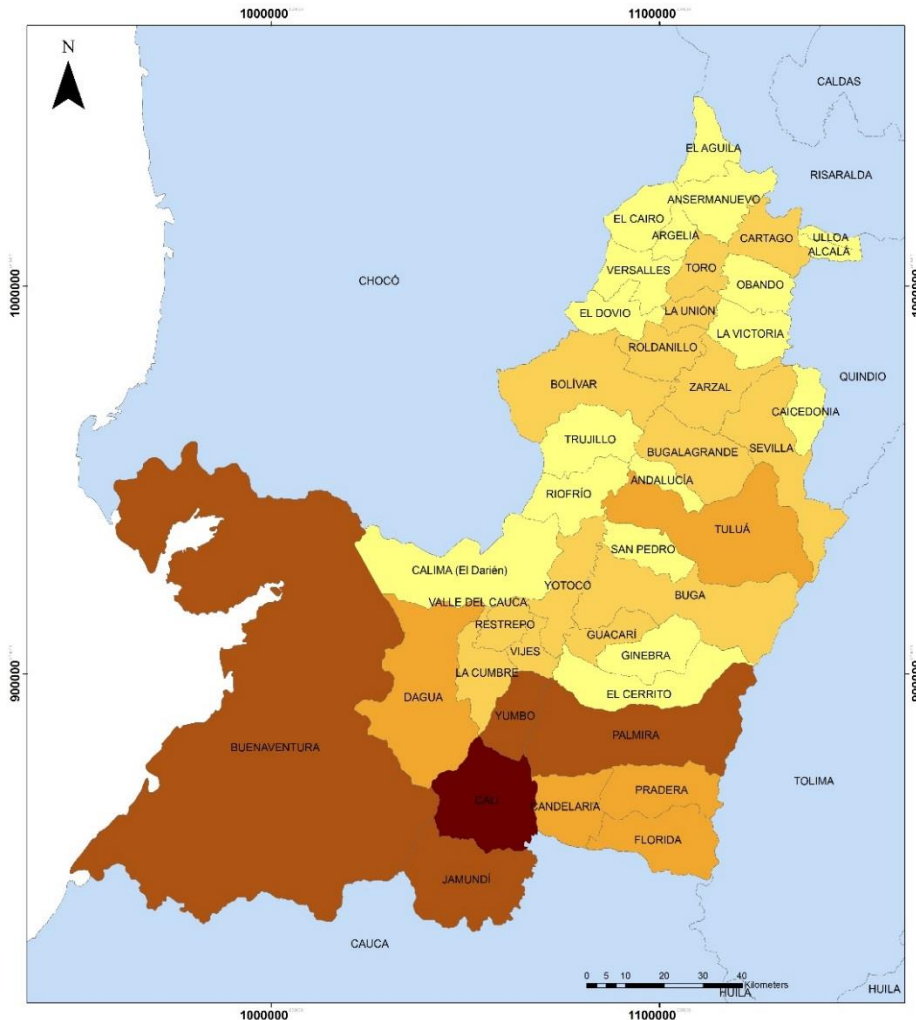 1000000
1100000
N
CALDAS
EL AGUILA
RISARALDA
ANSERMANUEVO
EL CAIRO
ARGELIA
CARTAGO
ULLOA
ALCALÁ
VERSALLES
TORO
CHOCÓ
OBANDO
1000000
1000000
EL DOVIO
LA UNIÓN
LA VICTORIA
ROLDANILLO
QUINDIO
BOLÍVAR
ZARZAL
CAICEDONIA
TRUJILLO
BUGALAGRANDE
SEVILLA
ANDALUCÍA
RIOFRÍO
TULUÁ
SAN PEDRO
CALIMA (El Darién)
YOTOCO
BUGA
VALLE DEL CAUCA
RESTREPO
GUACARÍ
VIJES
GINEBRA
LA CUMBRE
900000
900000
DAGUA
EL CERRITO
YUMBO
PALMIRA
BUENAVENTURA
TOLIMA
CALI
CANDELARIA
PRADERA
FLORIDA
JAMUNDÍ
CAUCA
0 5 10 20 30 40
Kilometers
HUILA
HUILA
1000000
1100000